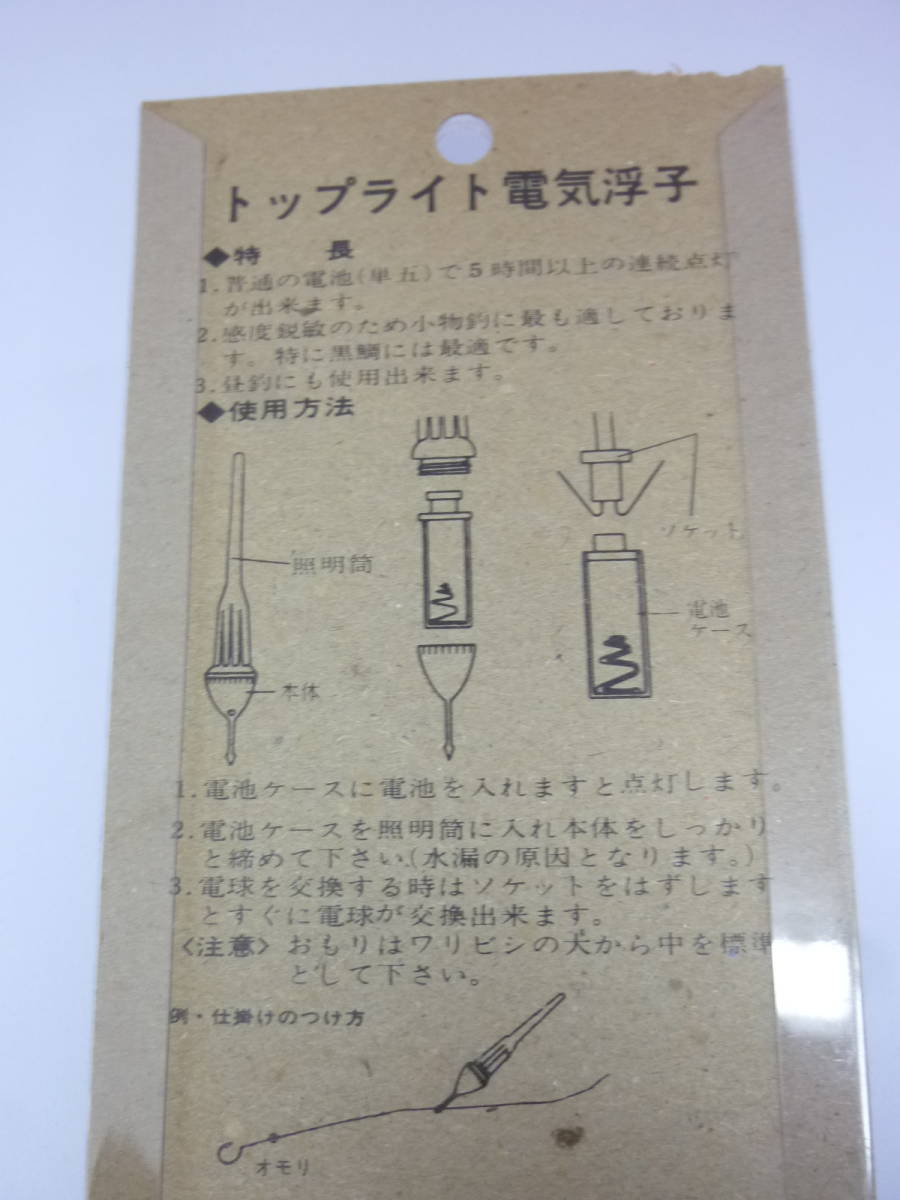 トップライト電気浮子
◆特　長
1.普通の電池(単五)で5時間以上の連続点灯
が出来ます。
2.感度鋭敏のため小物釣に最も適しておりま
す。特に黒鯛には最適です。
3.昼釣にも使用出来ます。
◆使用方法
ソケット
照明筒
電池
ケース
本体
1.電池ケースに電池を入れますと点灯します。
2.電池ケースを照明筒に入れ本体をしっかり
と締めて下さい(水漏の原因となります。)
3.電球を交換する時はソケットをはずします
とすぐに電球が交換出来ます。
〈注意〉おもりはワリビシの大から中を標準
として下さい。
例・仕掛けのつけ方
オモリ